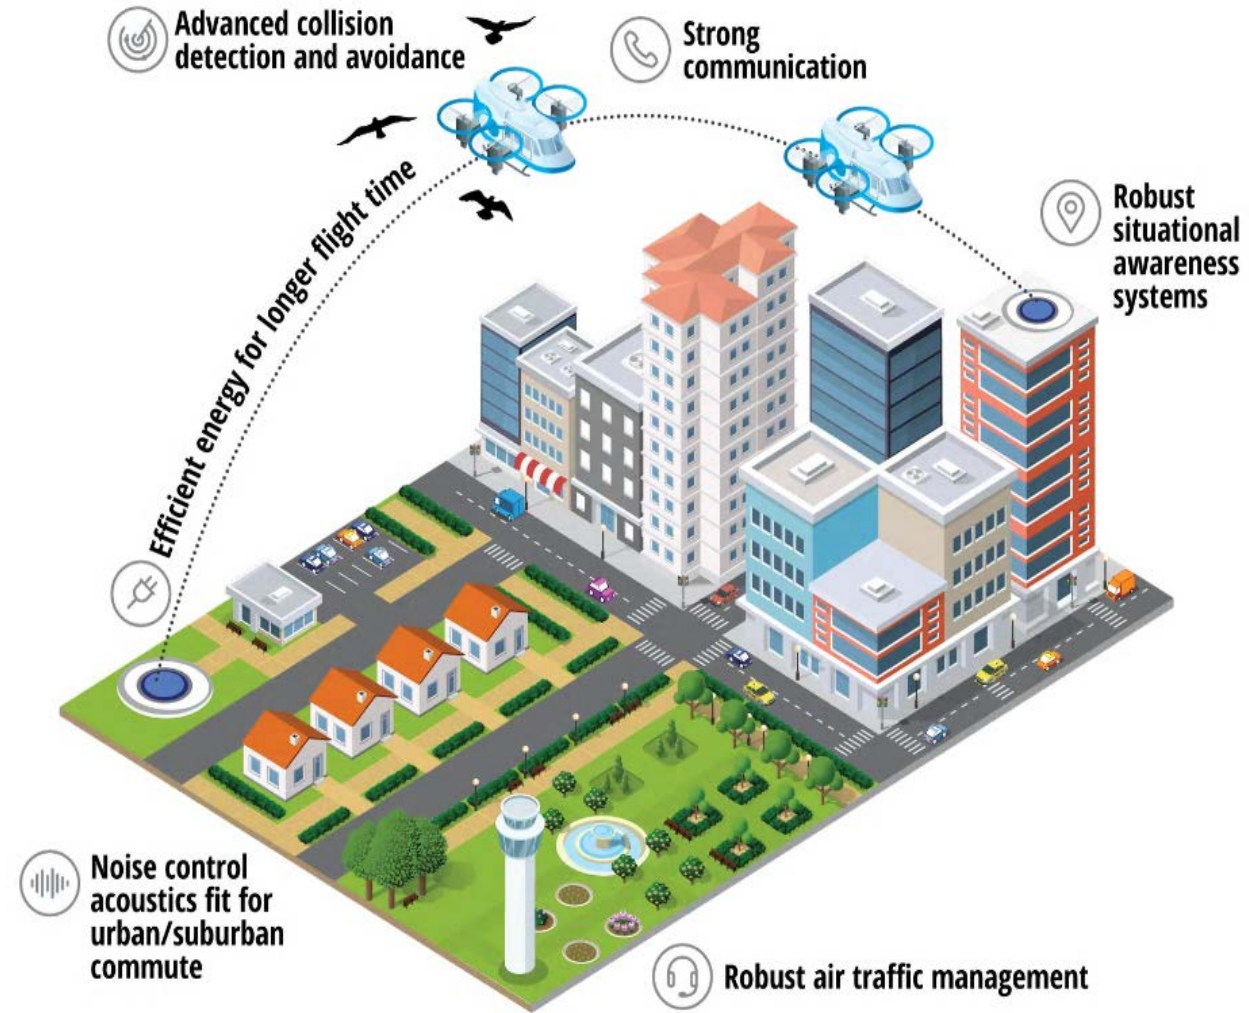 Advanced collision
detection and avoidance
Strong
communication
Robust
situational
awareness
systems
Efficient energy for longer flight time
Noise control
acoustics fit for
urban/suburban
commute
Robust air traffic management